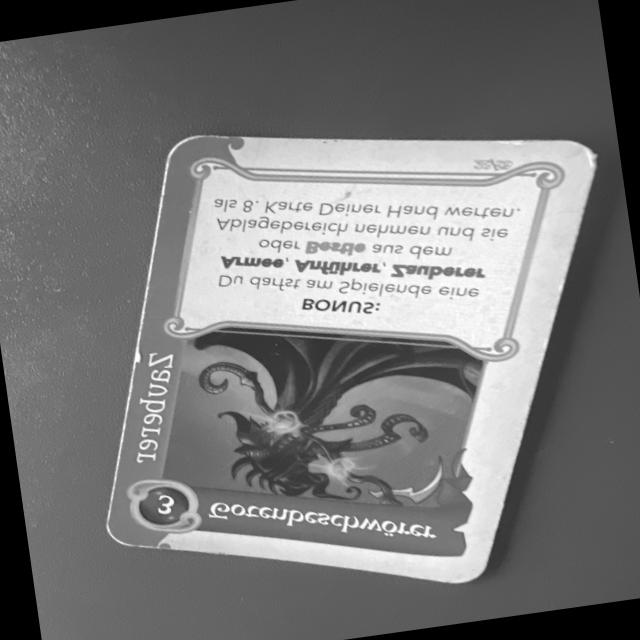 3
Totenbeschwörer
Zauberer
BONUS:
Du darfst am Spielende eine
Armee, Anführer, Zauberer
oder Bestie aus dem
Ablagebereich nehmen und sie
als 8. Karte Deiner Hand werten.